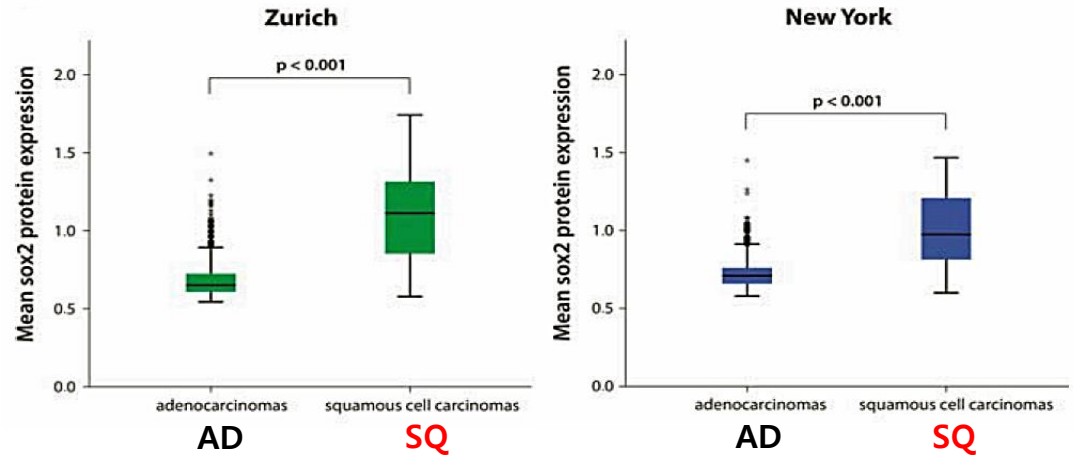 Zurich
Mean sox2 protein expression
2.0
1.5
1.0
0.5
0.0
p < 0.001
adenocarcinomas
squamous cell carcinomas
AD
SQ
New York
Mean sox2 protein expression
2.0
1.5
1.0
0.5
0.0
p < 0.001
adenocarcinomas
squamous cell carcinomas
AD
SQ